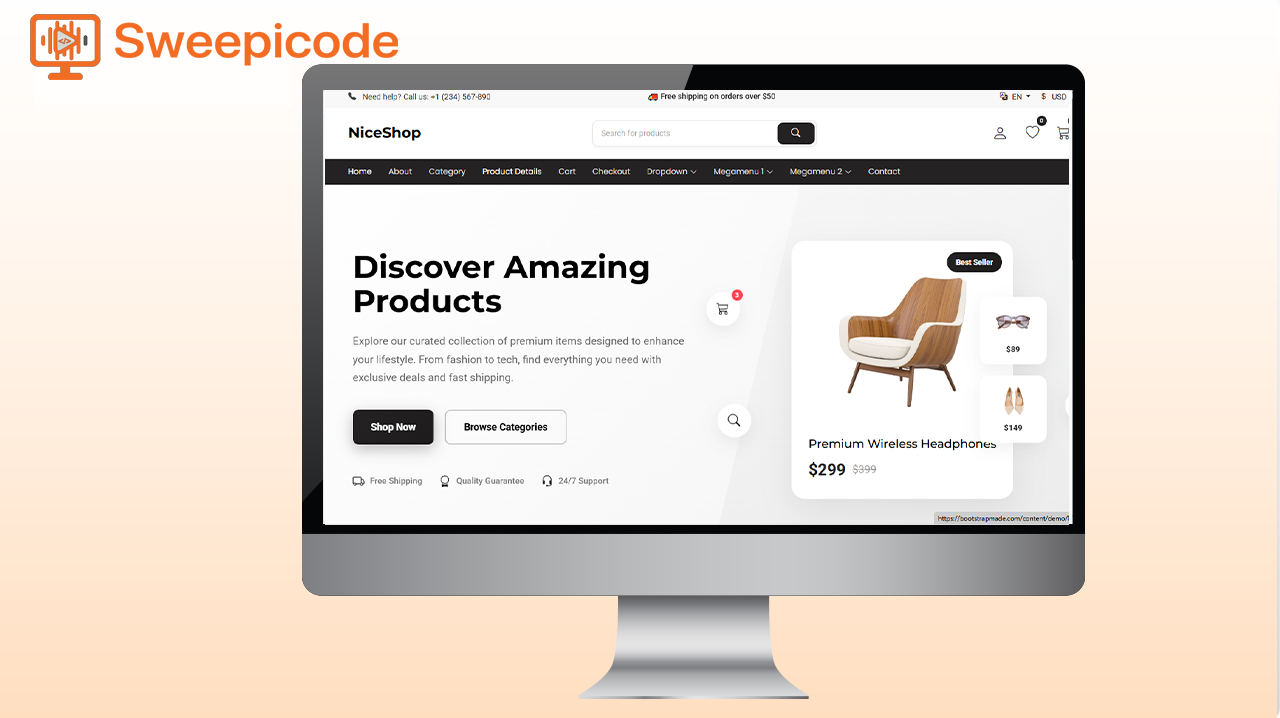 Sweepicode
Need help? Call us: +1 (234) 567-890
Free shipping on orders over $50
EN
$ USD
NiceShop
Search for products
0
Home About Category Product Details Cart Checkout Dropdown Megamenu 1 Megamenu 2 Contact
Discover Amazing
Products
Explore our curated collection of premium items designed to enhance
your lifestyle. From fashion to tech, find everything you need with
exclusive deals and fast shipping.
Shop Now
Browse Categories
Free Shipping
Quality Guarantee
24/7 Support
3
Best Seller
$89
$149
Premium Wireless Headphones
$299 $399
https://bootstrapmade.com/content/demo/